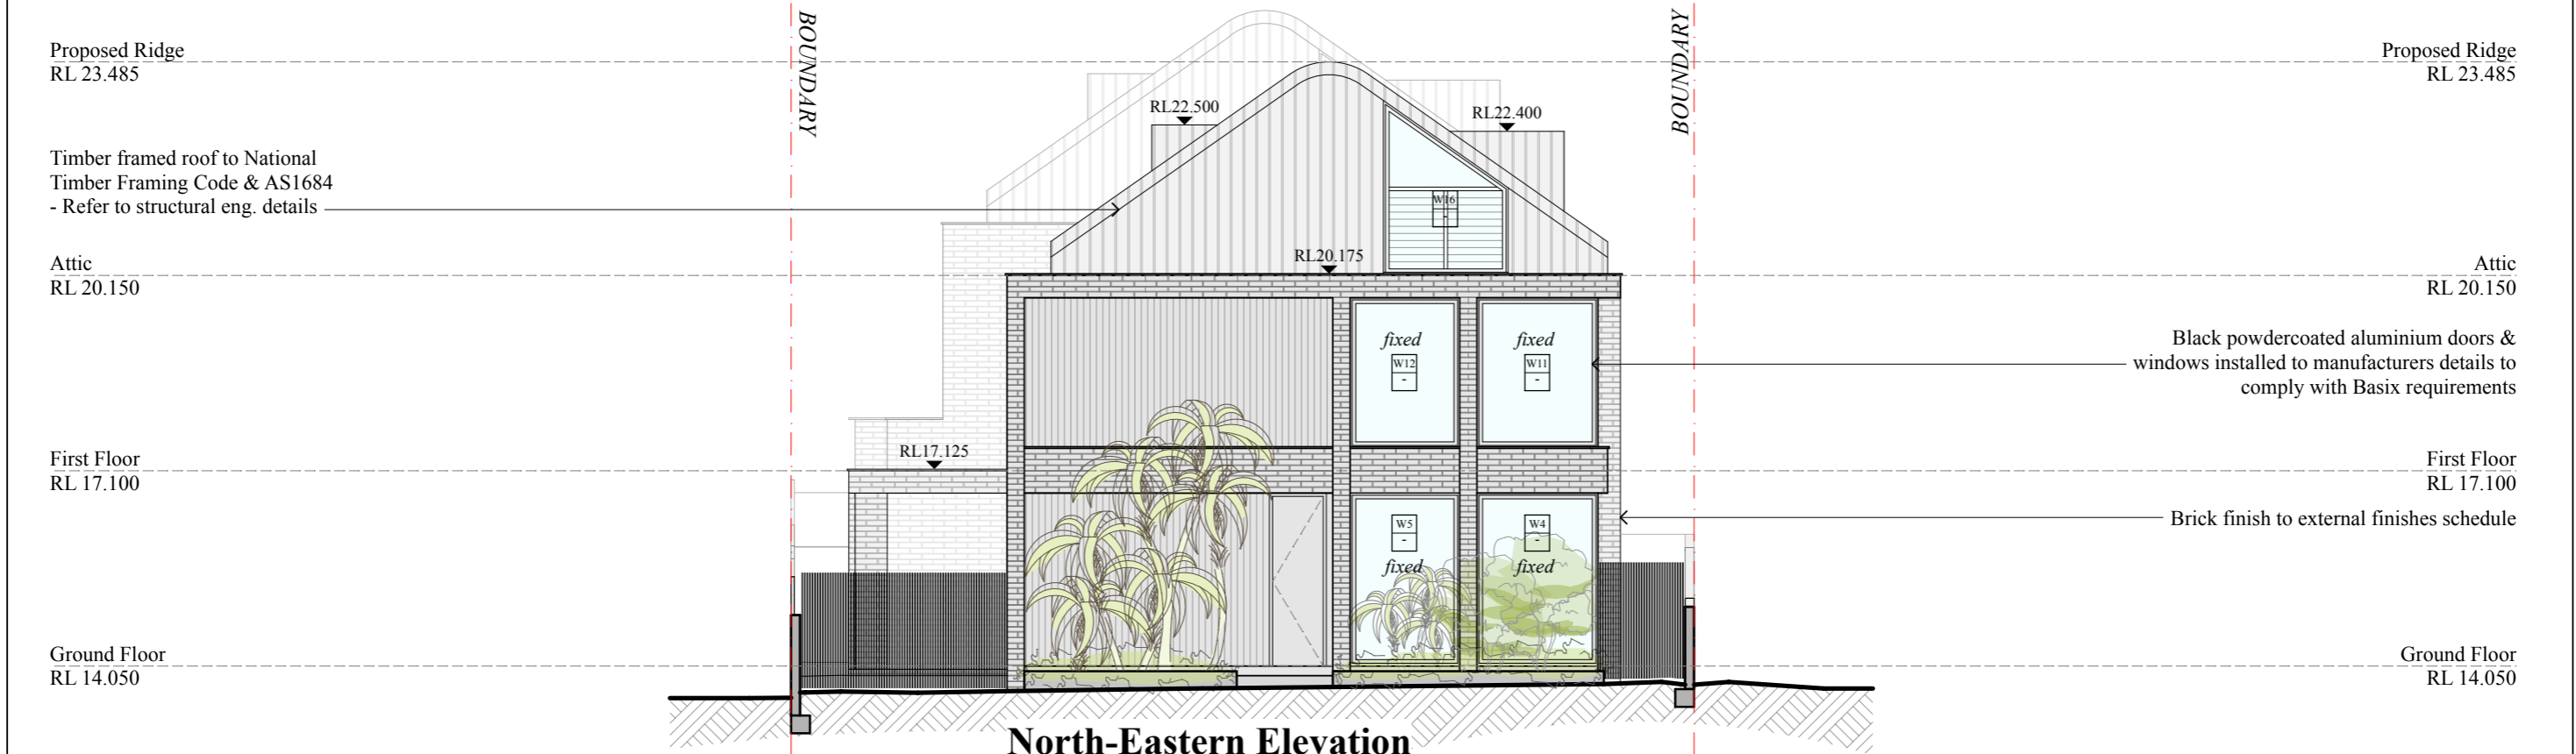 BOUNDARY
BOUNDARY
Proposed Ridge
RL 23.485
Proposed Ridge
RL 23.485
RL22.500
RL22.400
Timber framed roof to National
Timber Framing Code & AS1684
- Refer to structural eng. details
W16
-
RL20.175
Attic
RL 20.150
Attic
RL 20.150
fixed
W12
-
fixed
W11
-
Black powdercoated aluminium doors &
windows installed to manufacturers details to
comply with Basix requirements
RL17.125
First Floor
RL 17.100
First Floor
RL 17.100
W5
-
fixed
W4
-
fixed
Brick finish to external finishes schedule
Ground Floor
RL 14.050
Ground Floor
RL 14.050
North-Eastern Elevation